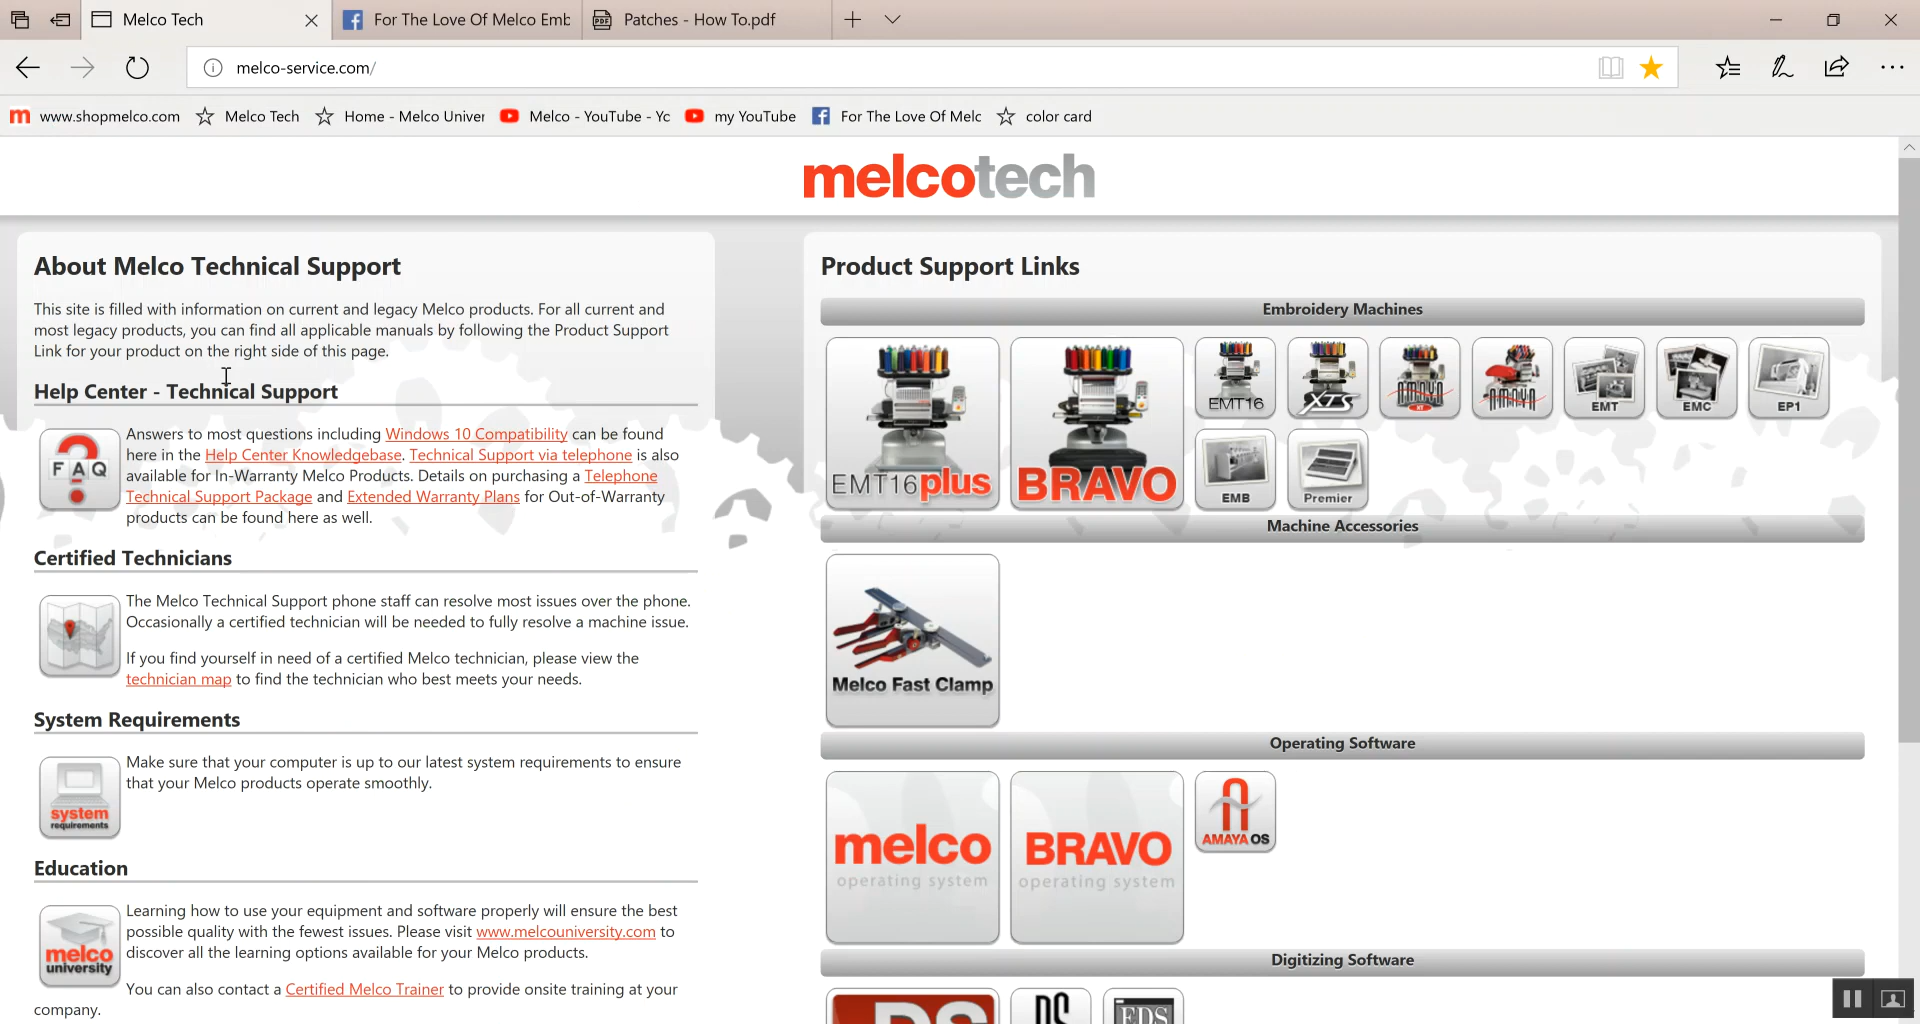 Melco Tech
For The Love Of Melco Emb
Patches - How To.pdf
melco-service.com/
www.shopmelco.com
Melco Tech
Home - Melco Univer
Melco - YouTube - Yc
my YouTube
For The Love Of Melc
color card
melcotech
About Melco Technical Support
This site is filled with information on current and legacy Melco products. For all current and
most legacy products, you can find all applicable manuals by following the Product Support
Link for your product on the right side of this page.
Help Center - Technical Support
FAQ
?
Answers to most questions including Windows 10 Compatibility can be found
here in the Help Center Knowledgebase. Technical Support via telephone is also
available for In-Warranty Melco Products. Details on purchasing a Telephone
Technical Support Package and Extended Warranty Plans for Out-of-Warranty
products can be found here as well.
Certified Technicians
The Melco Technical Support phone staff can resolve most issues over the phone.
Occasionally a certified technician will be needed to fully resolve a machine issue.
If you find yourself in need of a certified Melco technician, please view the
technician map to find the technician who best meets your needs.
System Requirements
system
requirements
Make sure that your computer is up to our latest system requirements to ensure
that your Melco products operate smoothly.
Education
melco
university
Learning how to use your equipment and software properly will ensure the best
possible quality with the fewest issues. Please visit www.melcouniversity.com to
discover all the learning options available for your Melco products.
You can also contact a Certified Melco Trainer to provide onsite training at your
company.
Product Support Links
Embroidery Machines
EMT16plus
BRAVO
EMT16
XTS
AMAYA
XT
AMAYA
EMT
EMC
EP1
EMB
Premier
Machine Accessories
Melco Fast Clamp
Operating Software
melco
operating system
BRAVO
operating system
AMAYA OS
Digitizing Software
DS
DS
EDS